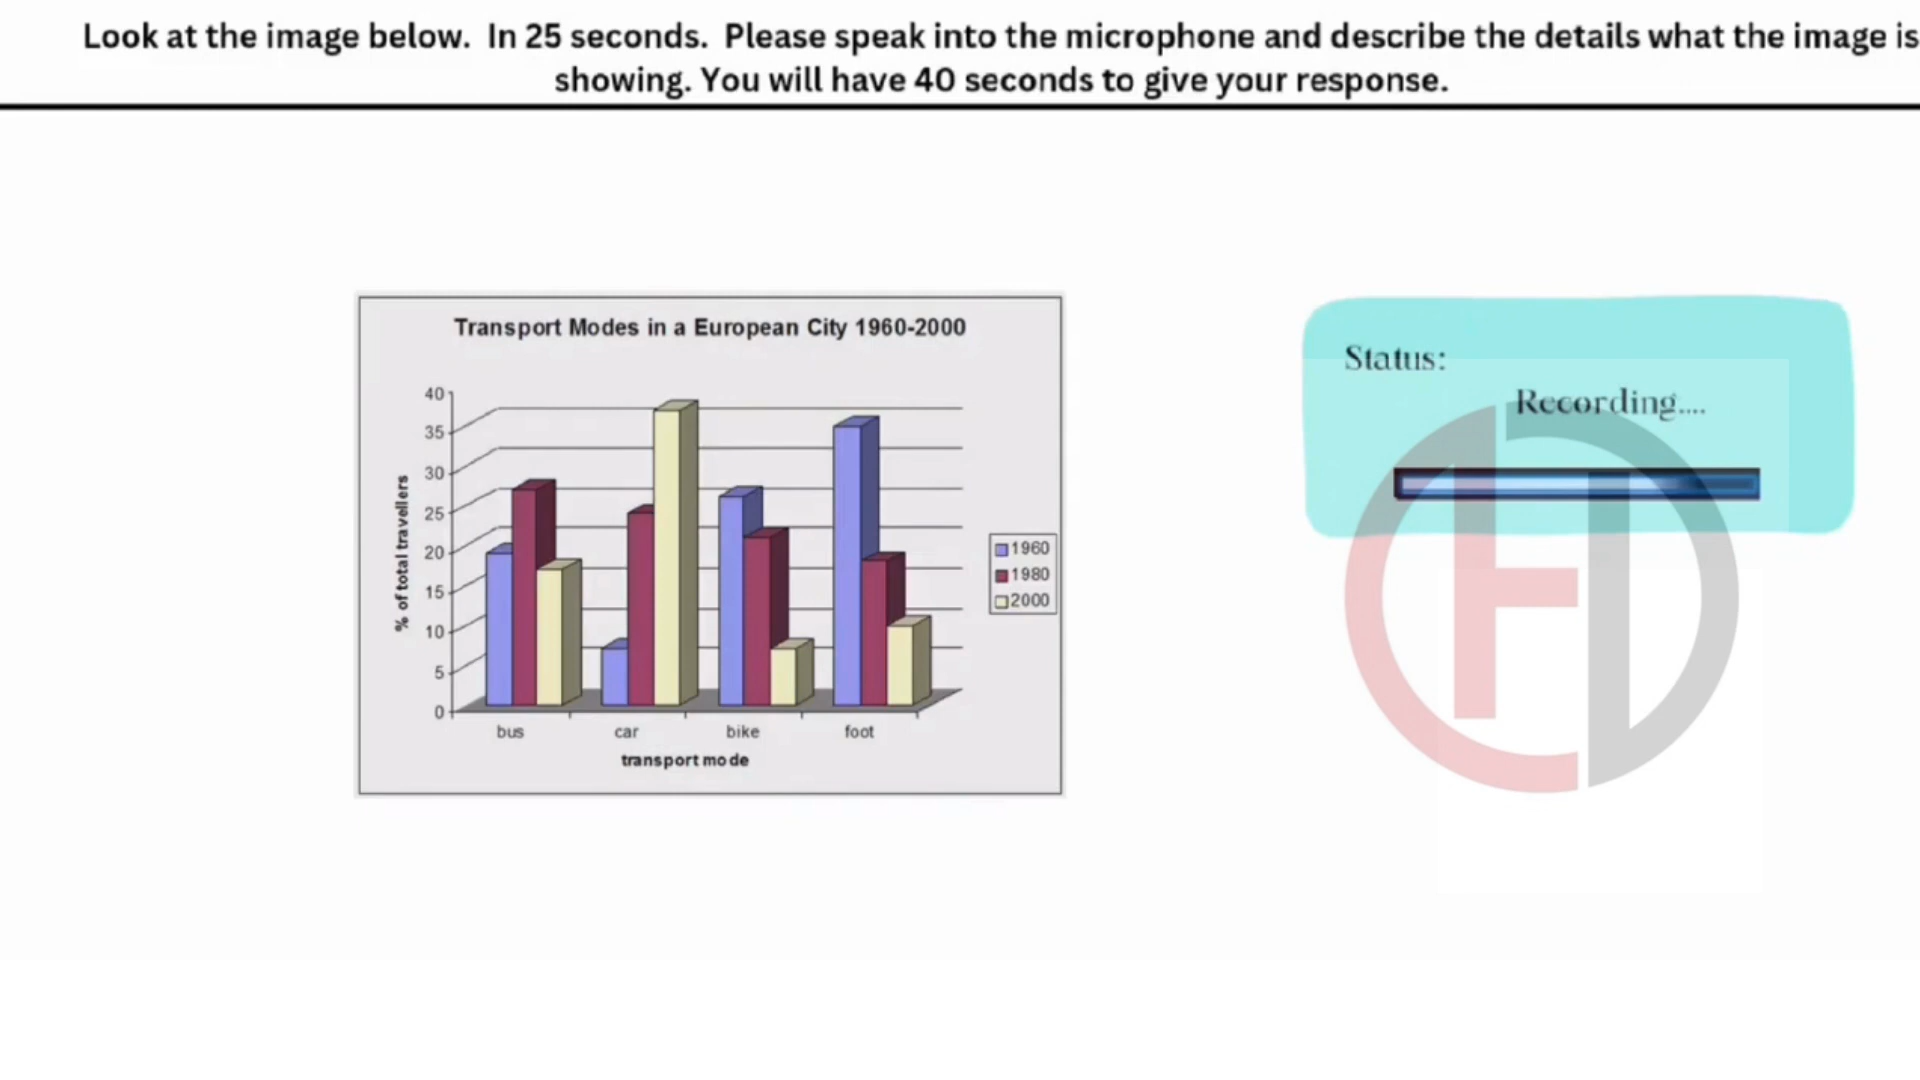 Look at the image below. In 25 seconds. Please speak into the microphone and describe the details what the image is
showing. You will have 40 seconds to give your response.
Transport Modes in a European City 1960-2000
% of total travellers
40
35
30
25
20
15
10
5
0
bus car bike foot
transport mode
1960
1980
2000
Status:
Recording....